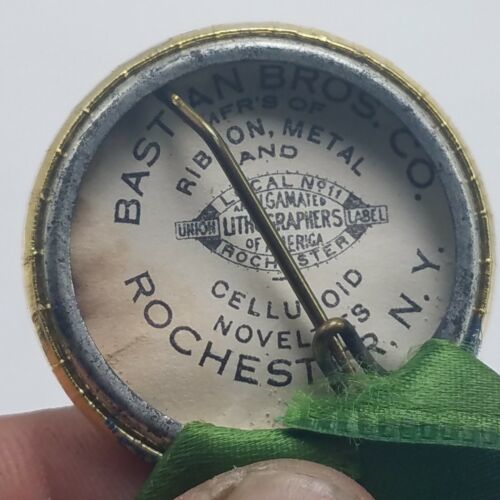 BASTIAN BROS. CO.
MFR'S OF
RIBBON, METAL
AND
LOCAL No 11
AMALGAMATED
UNION LITHOGRAPHERS LABEL
OF AMERICA
ROCHESTER
CELLULOID
NOVELTIES
ROCHESTER, N.Y.